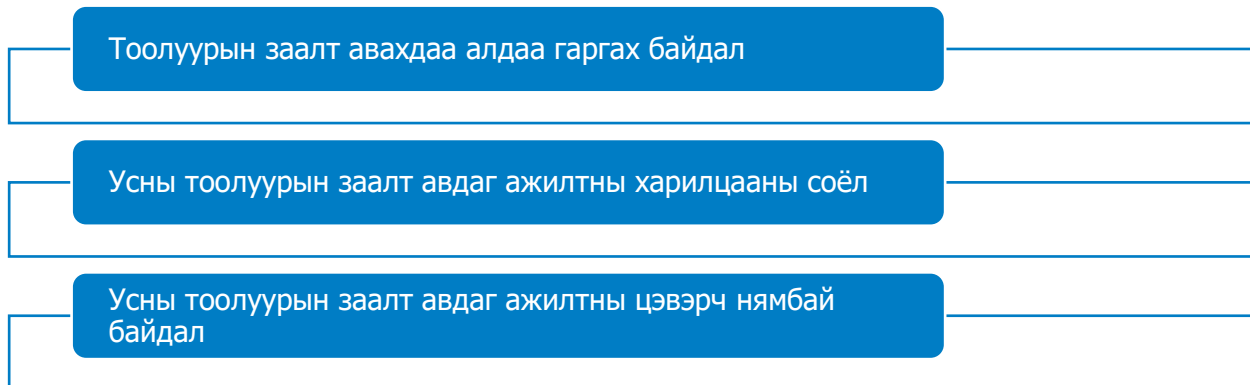 Тоолуурын заалт авахдаа алдаа гаргах байдал
Усны тоолуурын заалт авдаг ажилтны харилцааны соёл
Усны тоолуурын заалт авдаг ажилтны цэвэрч нямбай
байдал